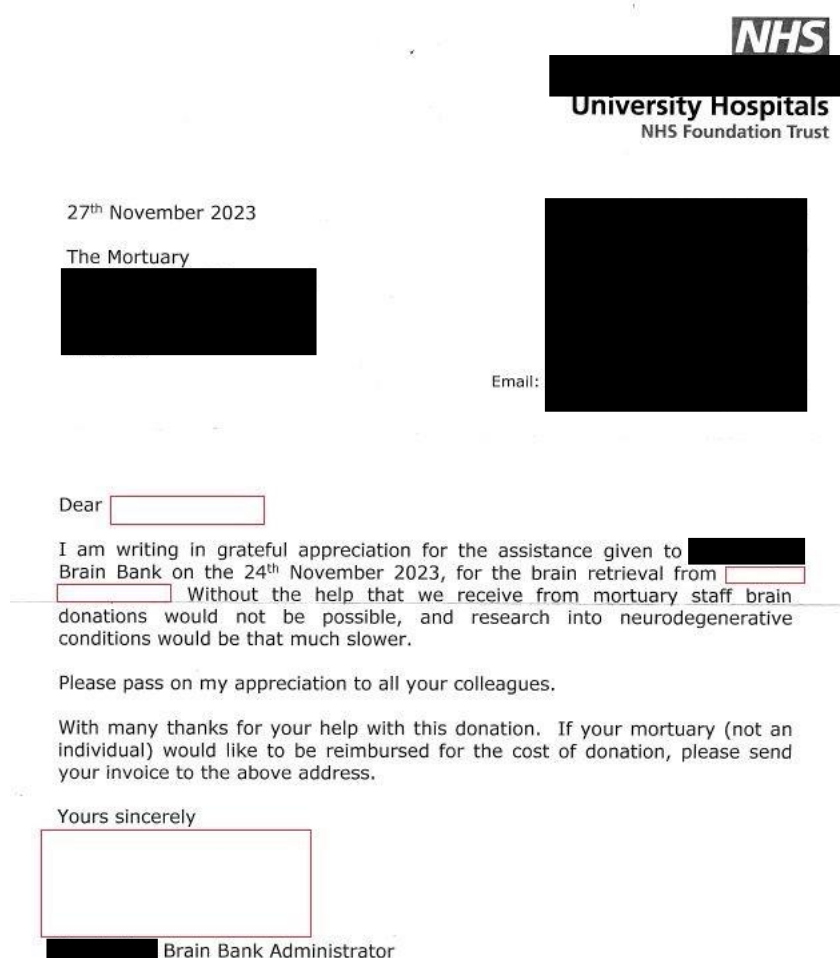 NHS
University Hospitals
NHS Foundation Trust
27th November 2023
The Mortuary
Email:
Dear
I am writing in grateful appreciation for the assistance given to
Brain Bank on the 24th November 2023, for the brain retrieval from
Without the help that we receive from mortuary staff brain
donations would not be possible, and research into neurodegenerative
conditions would be that much slower.
Please pass on my appreciation to all your colleagues.
With many thanks for your help with this donation. If your mortuary (not an
individual) would like to be reimbursed for the cost of donation, please send
your invoice to the above address.
Yours sincerely
Brain Bank Administrator